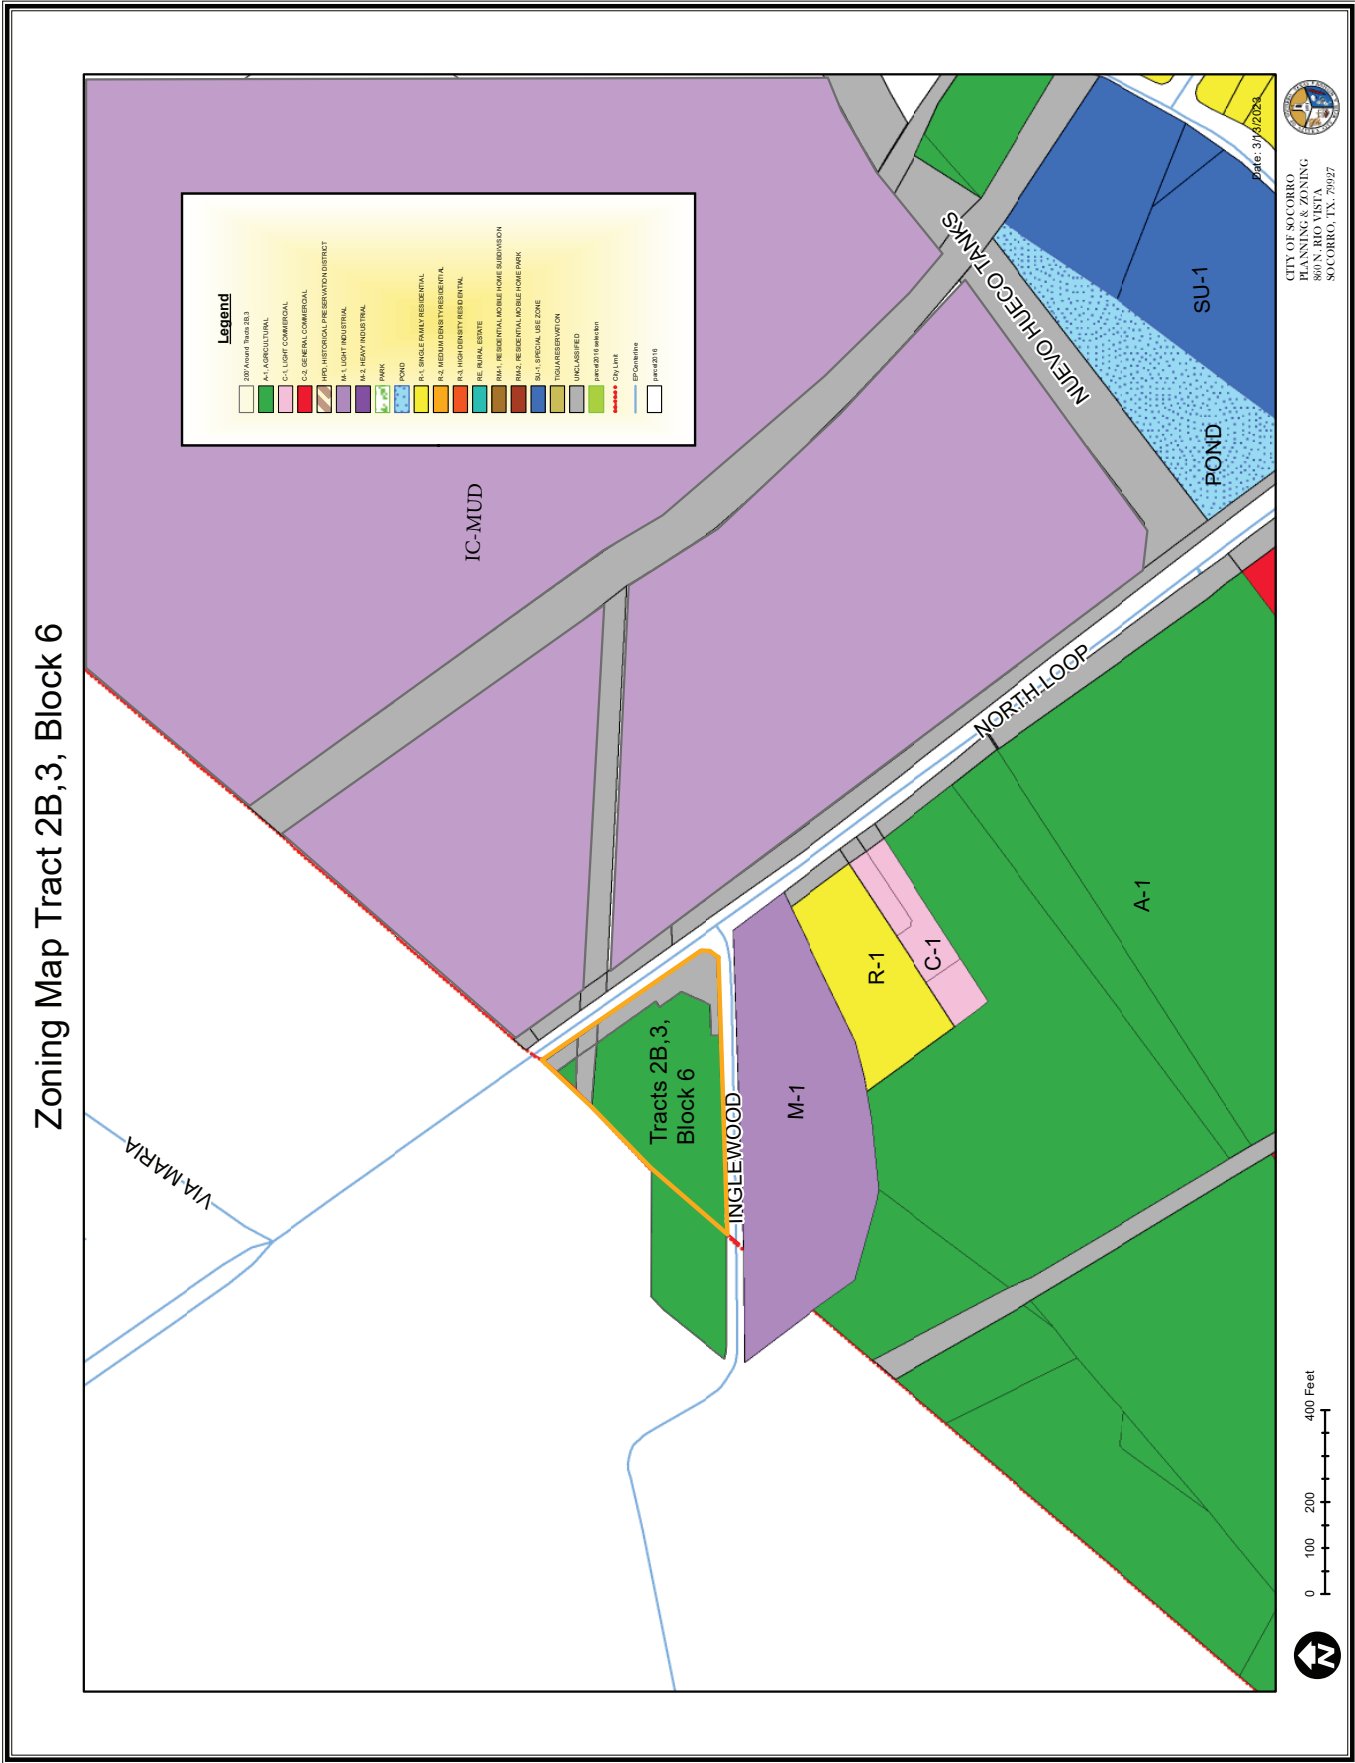 Zoning Map Tract 2B,3, Block 6
Legend
200' Around Tracts 2B,3
A-1, AGRICULTURAL
C-1, LIGHT COMMERCIAL
C-2, GENERAL COMMERCIAL
HPD, HISTORICAL PRESERVATION DISTRICT
M-1, LIGHT INDUSTRIAL
M-2, HEAVY INDUSTRIAL
PARK
POND
R-1, SINGLE FAMILY RESIDENTIAL
R-2, MEDIUM DENSITY RESIDENTIAL
R-3, HIGH DENSITY RESIDENTIAL
RE, RURAL ESTATE
RM-1, RESIDENTIAL MOBILE HOME SUBDIVISION
RM-2, RESIDENTIAL MOBILE HOME PARK
SU-1, SPECIAL USE ZONE
TIGUA RESERVATION
UNCLASSIFIED
parcel2016 selection
City Limit
EPCenterline
parcel2016
IC-MUD
VIA MARIA
NUEVO HUECO TANKS
NORTH LOOP
INGLEWOOD
Tracts 2B,3,
Block 6
M-1
R-1
C-1
A-1
SU-1
POND
Date: 3/13/2023
CITY OF SOCORRO
PLANNING & ZONING
860 N. RIO VISTA
SOCORRO, TX. 79927
0 100 200 400 Feet
N